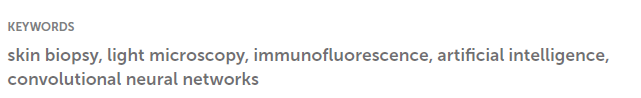 KEYWORDS
skin biopsy, light microscopy, immunofluorescence, artificial intelligence,
convolutional neural networks